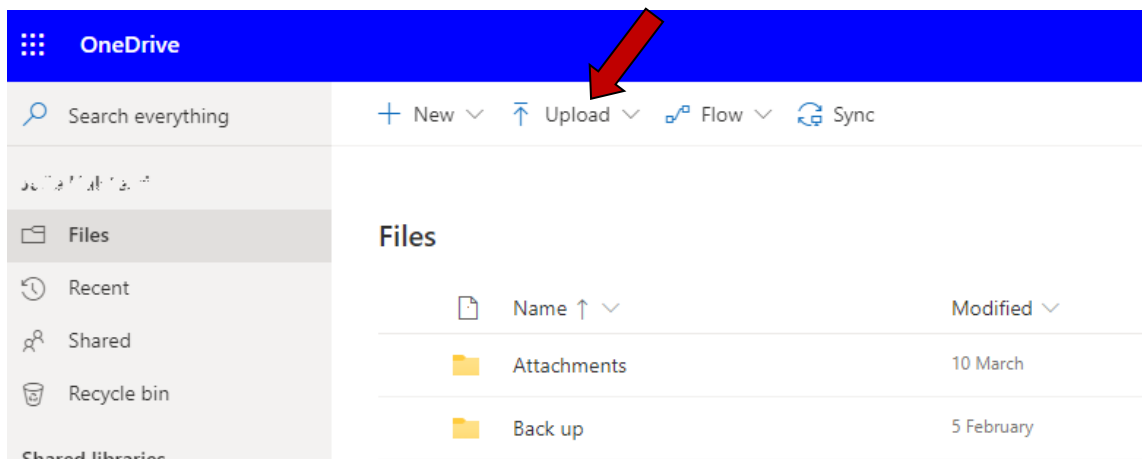 OneDrive
Search everything
New Upload Flow Sync
Files
Recent
Shared
Recycle bin
Shared libraries
Files
Name Modified
Attachments 10 March
Back up 5 February